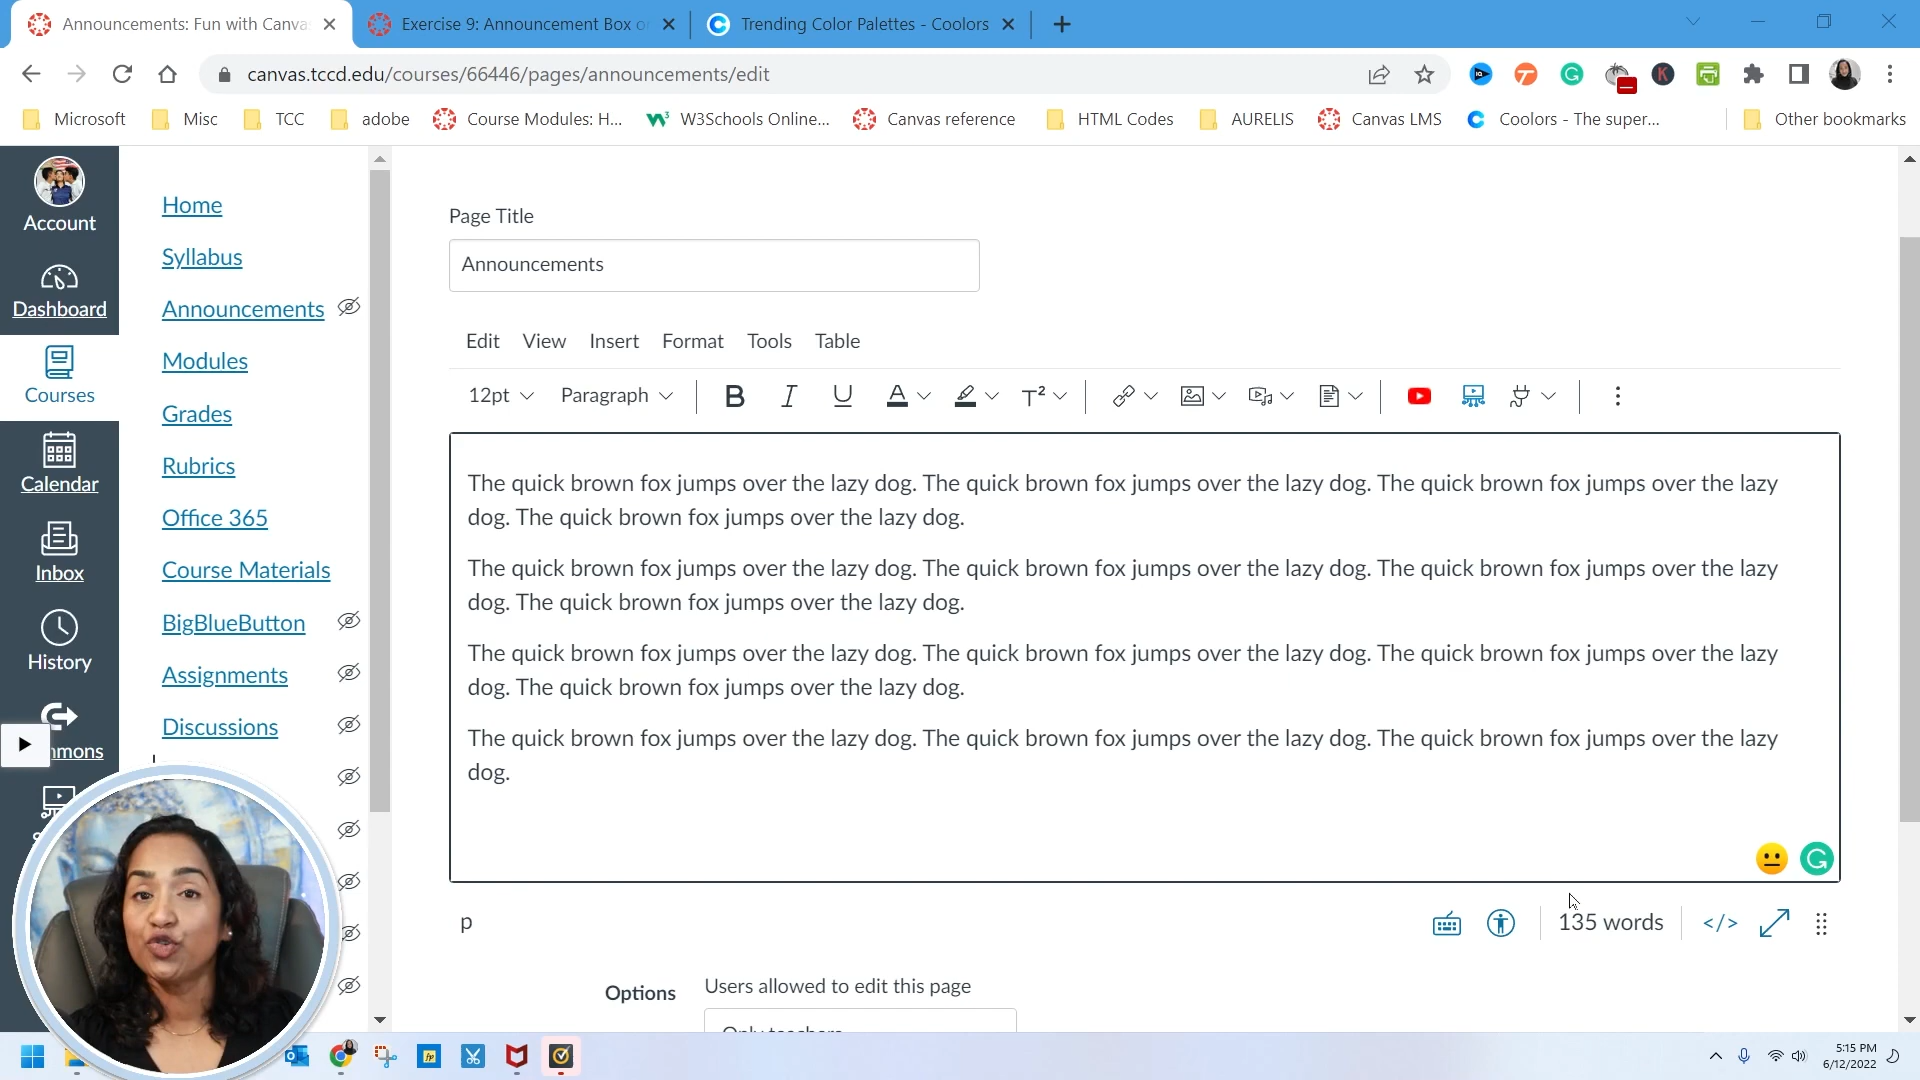 Announcements: Fun with Canva
Exercise 9: Announcement Box o
Trending Color Palettes - Coolors
canvas.tccd.edu/courses/66446/pages/announcements/edit
Microsoft
Misc
TCC
adobe
Course Modules: H...
W3Schools Online...
Canvas reference
HTML Codes
AURELIS
Canvas LMS
Coolors - The super...
Other bookmarks
Account
Dashboard
Courses
Calendar
Inbox
History
mmons
Home
Syllabus
Announcements
Modules
Grades
Rubrics
Office 365
Course Materials
BigBlueButton
Assignments
Discussions
Page Title
Announcements
Edit View Insert Format Tools Table
12pt Paragraph B I U A T²
The quick brown fox jumps over the lazy dog. The quick brown fox jumps over the lazy dog. The quick brown fox jumps over the lazy
dog. The quick brown fox jumps over the lazy dog.
The quick brown fox jumps over the lazy dog. The quick brown fox jumps over the lazy dog. The quick brown fox jumps over the lazy
dog. The quick brown fox jumps over the lazy dog.
The quick brown fox jumps over the lazy dog. The quick brown fox jumps over the lazy dog. The quick brown fox jumps over the lazy
dog. The quick brown fox jumps over the lazy dog.
The quick brown fox jumps over the lazy dog. The quick brown fox jumps over the lazy dog. The quick brown fox jumps over the lazy
dog.
p
135 words </>
Options
Users allowed to edit this page
Only teachers
5:15 PM
6/12/2022